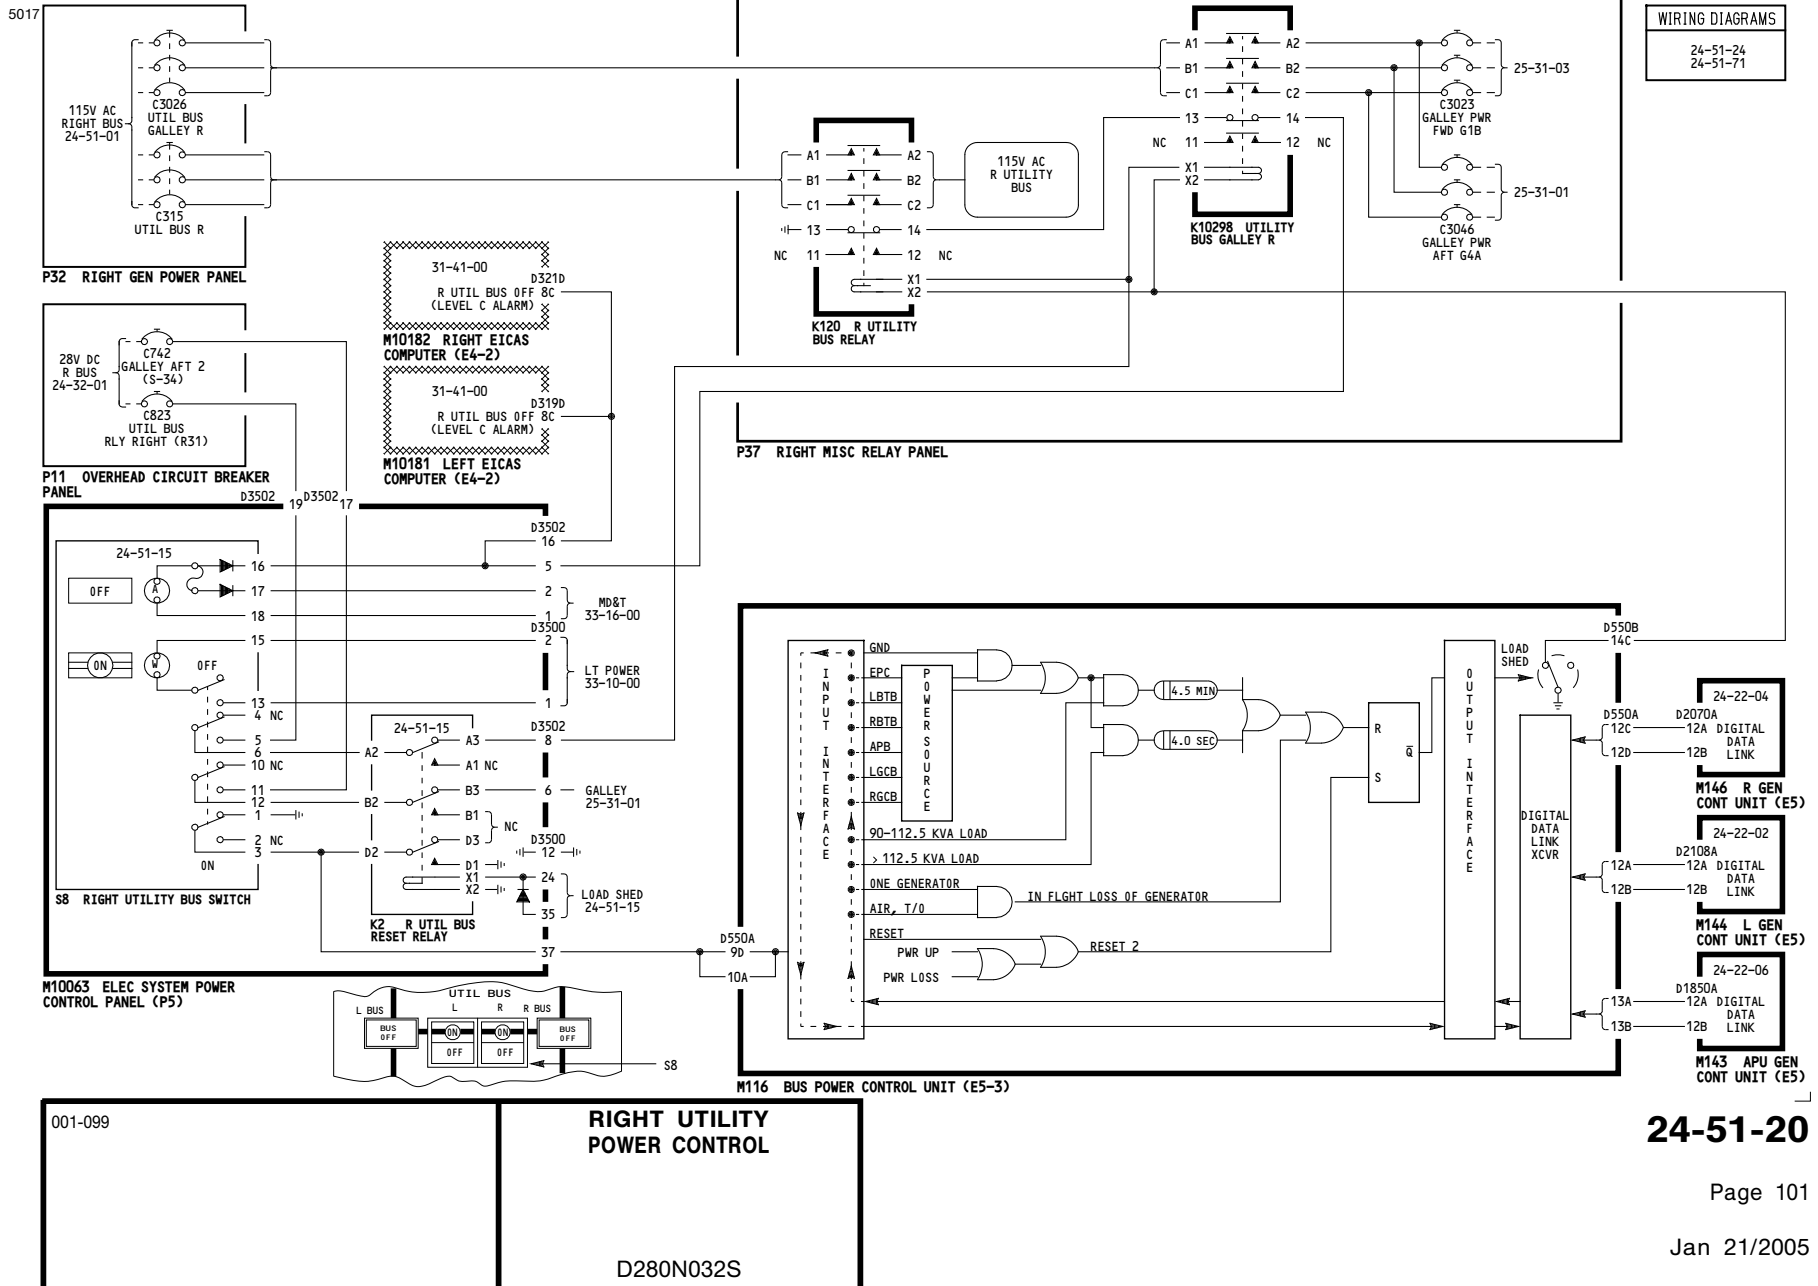 5017
115V AC
RIGHT BUS
24-51-01
C3026
UTIL BUS
GALLEY R
C315
UTIL BUS R
P32 RIGHT GEN POWER PANEL
28V DC
R BUS
24-32-01
C742
GALLEY AFT 2
(S-34)
C823
UTIL BUS
RLY RIGHT (R31)
P11 OVERHEAD CIRCUIT BREAKER
PANEL
31-41-00
D321D
R UTIL BUS OFF 8C
(LEVEL C ALARM)
M10182 RIGHT EICAS
COMPUTER (E4-2)
31-41-00
D319D
R UTIL BUS OFF 8C
(LEVEL C ALARM)
M10181 LEFT EICAS
COMPUTER (E4-2)
A1 A2
B1 B2
C1 C2
13 14
NC 11 12 NC
X1
X2
K120 R UTILITY
BUS RELAY
115V AC
R UTILITY
BUS
A1 A2
B1 B2
C1 C2
13 14
NC 11 12 NC
X1
X2
K10298 UTILITY
BUS GALLEY R
C3023
GALLEY PWR
FWD G1B
25-31-03
C3046
GALLEY PWR
AFT G4A
25-31-01
P37 RIGHT MISC RELAY PANEL
WIRING DIAGRAMS
24-51-24
24-51-71
D3502 19 D3502 17
24-51-15
OFF
A
16
17
18
ON
W
15
OFF
13
4 NC
5
6
10 NC
11
12
1
2 NC
3
ON
S8 RIGHT UTILITY BUS SWITCH
24-51-15
A2 A3
A1 NC
B2 B3
B1
NC
D2 D3
D1
X1
X2
K2 R UTIL BUS
RESET RELAY
D3502
16
5
2
1
MD&T
33-16-00
D3500
2
1
LT POWER
33-10-00
D3502
8
6
GALLEY
25-31-01
D3500
12
24
35
LOAD SHED
24-51-15
37
M10063 ELEC SYSTEM POWER
CONTROL PANEL (P5)
UTIL BUS
L BUS L R R BUS
BUS
OFF
ON
OFF
ON
OFF
BUS
OFF
S8
D550A
9D
10A
INPUT INTERFACE
GND
EPC
LBTB
RBTB
APB
LGCB
RGCB
POWER SOURCE
90-112.5 KVA LOAD
> 112.5 KVA LOAD
ONE GENERATOR
AIR, T/O
IN FLGHT LOSS OF GENERATOR
RESET
PWR UP
PWR LOSS
RESET 2
4.5 MIN
4.0 SEC
R
S
Q̅
OUTPUT INTERFACE
LOAD
SHED
DIGITAL
DATA
LINK
XCVR
D550B
14C
D550A
12C
12D
12A
12B
13A
13B
M116 BUS POWER CONTROL UNIT (E5-3)
24-22-04
D2070A
12A DIGITAL
DATA
12B LINK
M146 R GEN
CONT UNIT (E5)
24-22-02
D2108A
12A DIGITAL
DATA
12B LINK
M144 L GEN
CONT UNIT (E5)
24-22-06
D1850A
12A DIGITAL
DATA
12B LINK
M143 APU GEN
CONT UNIT (E5)
001-099
RIGHT UTILITY
POWER CONTROL
D280N032S
24-51-20
Page 101
Jan 21/2005